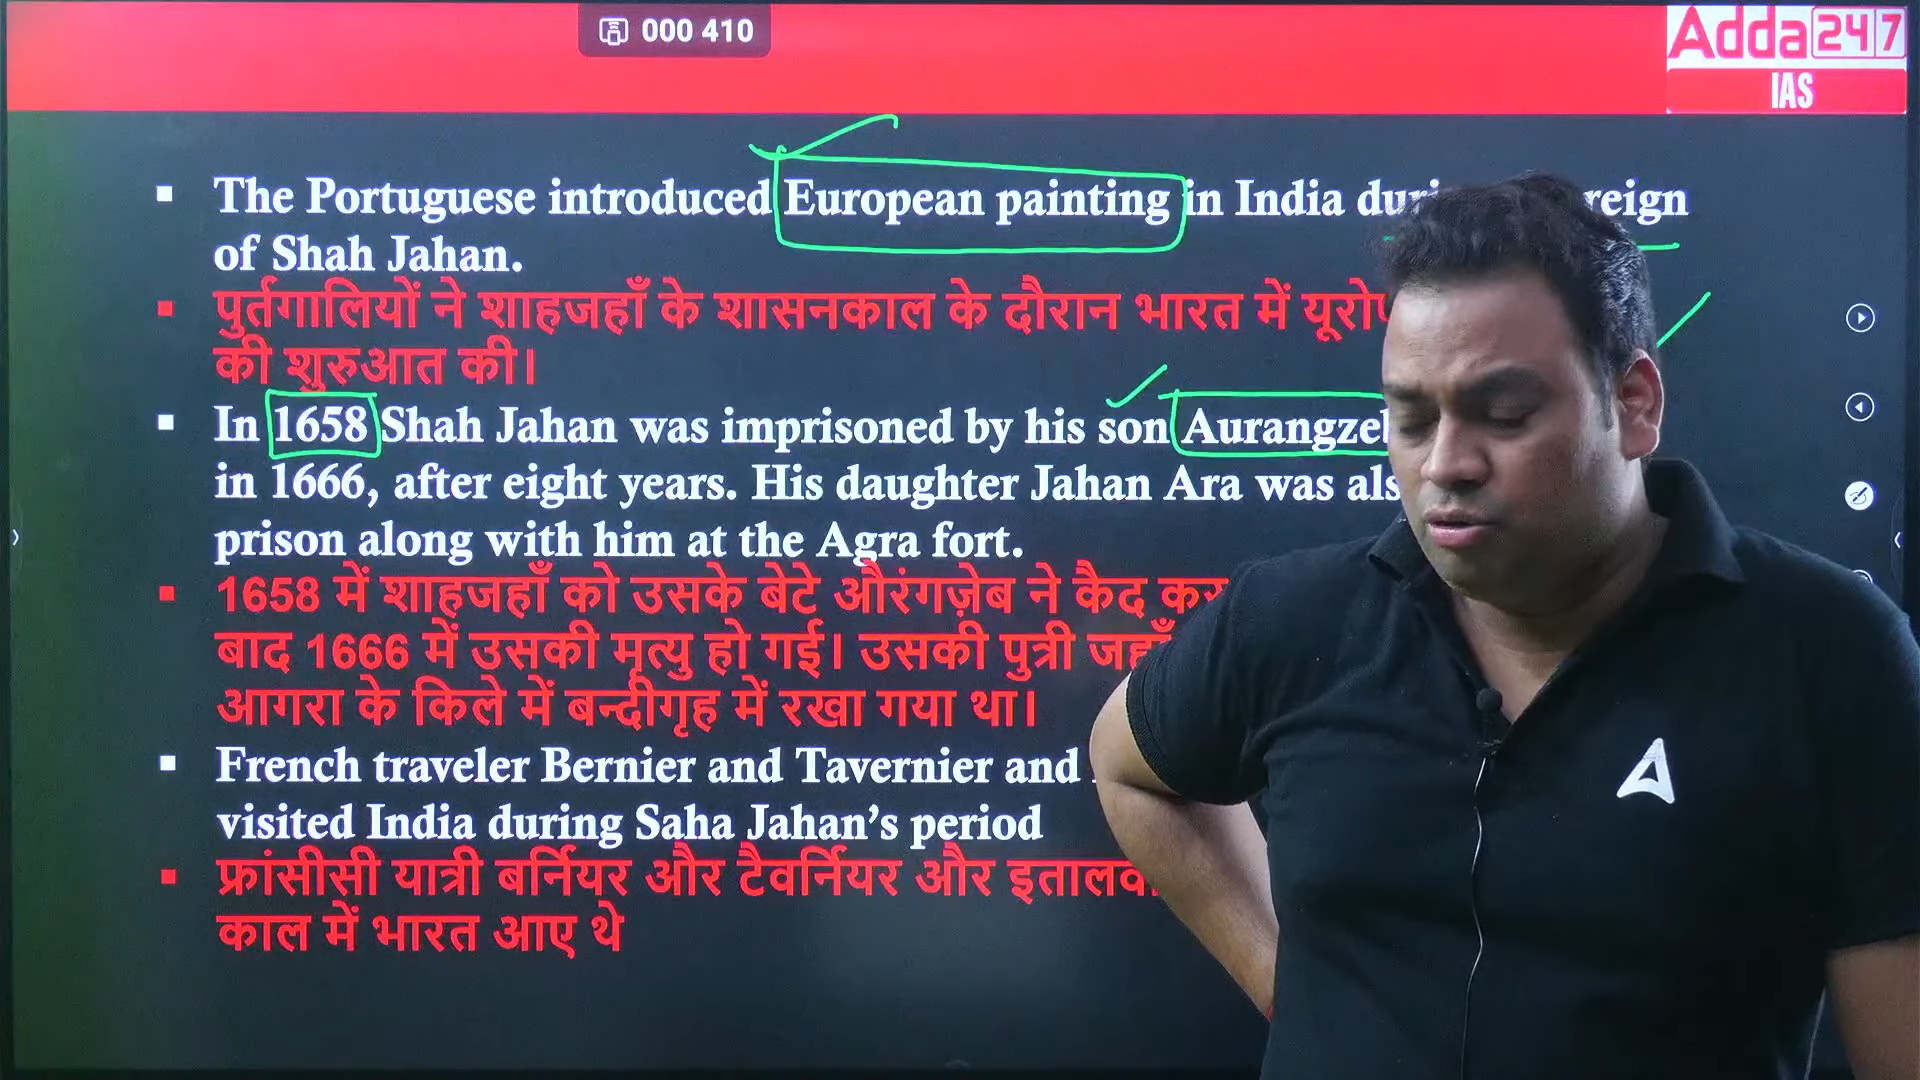 000 410
Adda247
IAS
▪ The Portuguese introduced European painting in India reign
of Shah Jahan.
▪ पुर्तगालियों ने शाहजहाँ के शासनकाल के दौरान भारत में
की शुरुआत की।
▪ In 1658 Shah Jahan was imprisoned by his son
in 1666, after eight years. His daughter Jahan Ara was
prison along with him at the Agra fort.
▪ 1658 में शाहजहाँ को उसके बेटे औरंगज़ेब ने कैद
बाद 1666 में उसकी मृत्यु हो गई। उसकी पुत्री
आगरा के किले में बन्दीगृह में रखा गया था।
▪ French traveler Bernier and Tavernier and
visited India during Saha Jahan's period
▪ फ्रांसीसी यात्री बर्नियर और टैवर्नियर और
काल में भारत आए थे